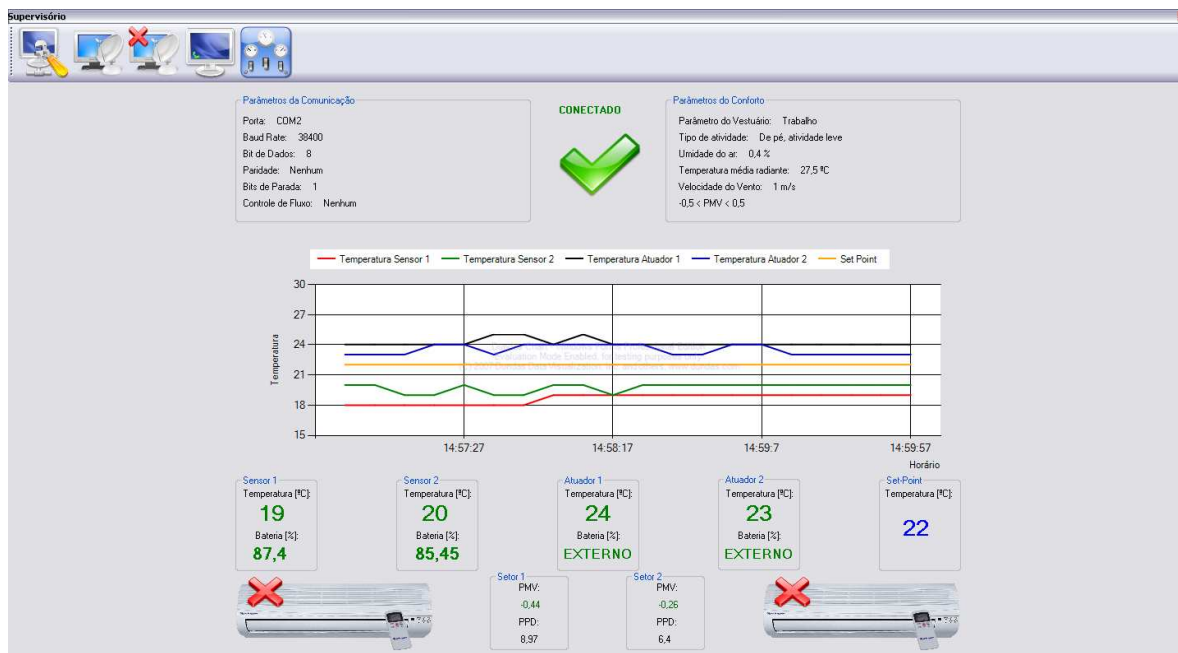 Supervisório
Parâmetros da Comunicação
Porta: COM2
Baud Rate: 38400
Bit de Dados: 8
Paridade: Nenhum
Bits de Parada: 1
Controle de Fluxo: Nenhum
CONECTADO
Parâmetros do Conforto
Parâmetro do Vestuário: Trabalho
Tipo de atividade: De pé, atividade leve
Umidade do ar: 0,4 %
Temperatura média radiante: 27,5 ºC
Velocidade do Vento: 1 m/s
-0,5 < PMV < 0,5
Temperatura Sensor 1 Temperatura Sensor 2 Temperatura Atuador 1 Temperatura Atuador 2 Set Point
Temperatura
30
27
24
21
18
15
14:57:27 14:58:17 14:59:7 14:59:57
Horário
Sensor 1
Temperatura [ºC]:
19
Bateria [%]:
87,4
Sensor 2
Temperatura [ºC]:
20
Bateria [%]:
85,45
Atuador 1
Temperatura [ºC]:
24
Bateria [%]:
EXTERNO
Atuador 2
Temperatura [ºC]:
23
Bateria [%]:
EXTERNO
Set-Point
Temperatura [ºC]:
22
Setor 1
PMV:
-0,44
PPD:
8,97
Setor 2
PMV:
-0,26
PPD:
6,4